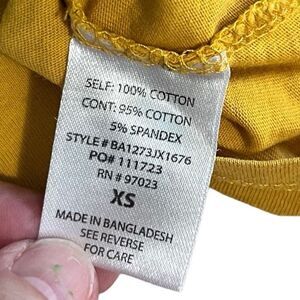 SELF: 100% COTTON
CONT: 95% COTTON
5% SPANDEX
STYLE # BA1273JX1676
PO# 111723
RN # 97023
XS
MADE IN BANGLADESH
SEE REVERSE
FOR CARE